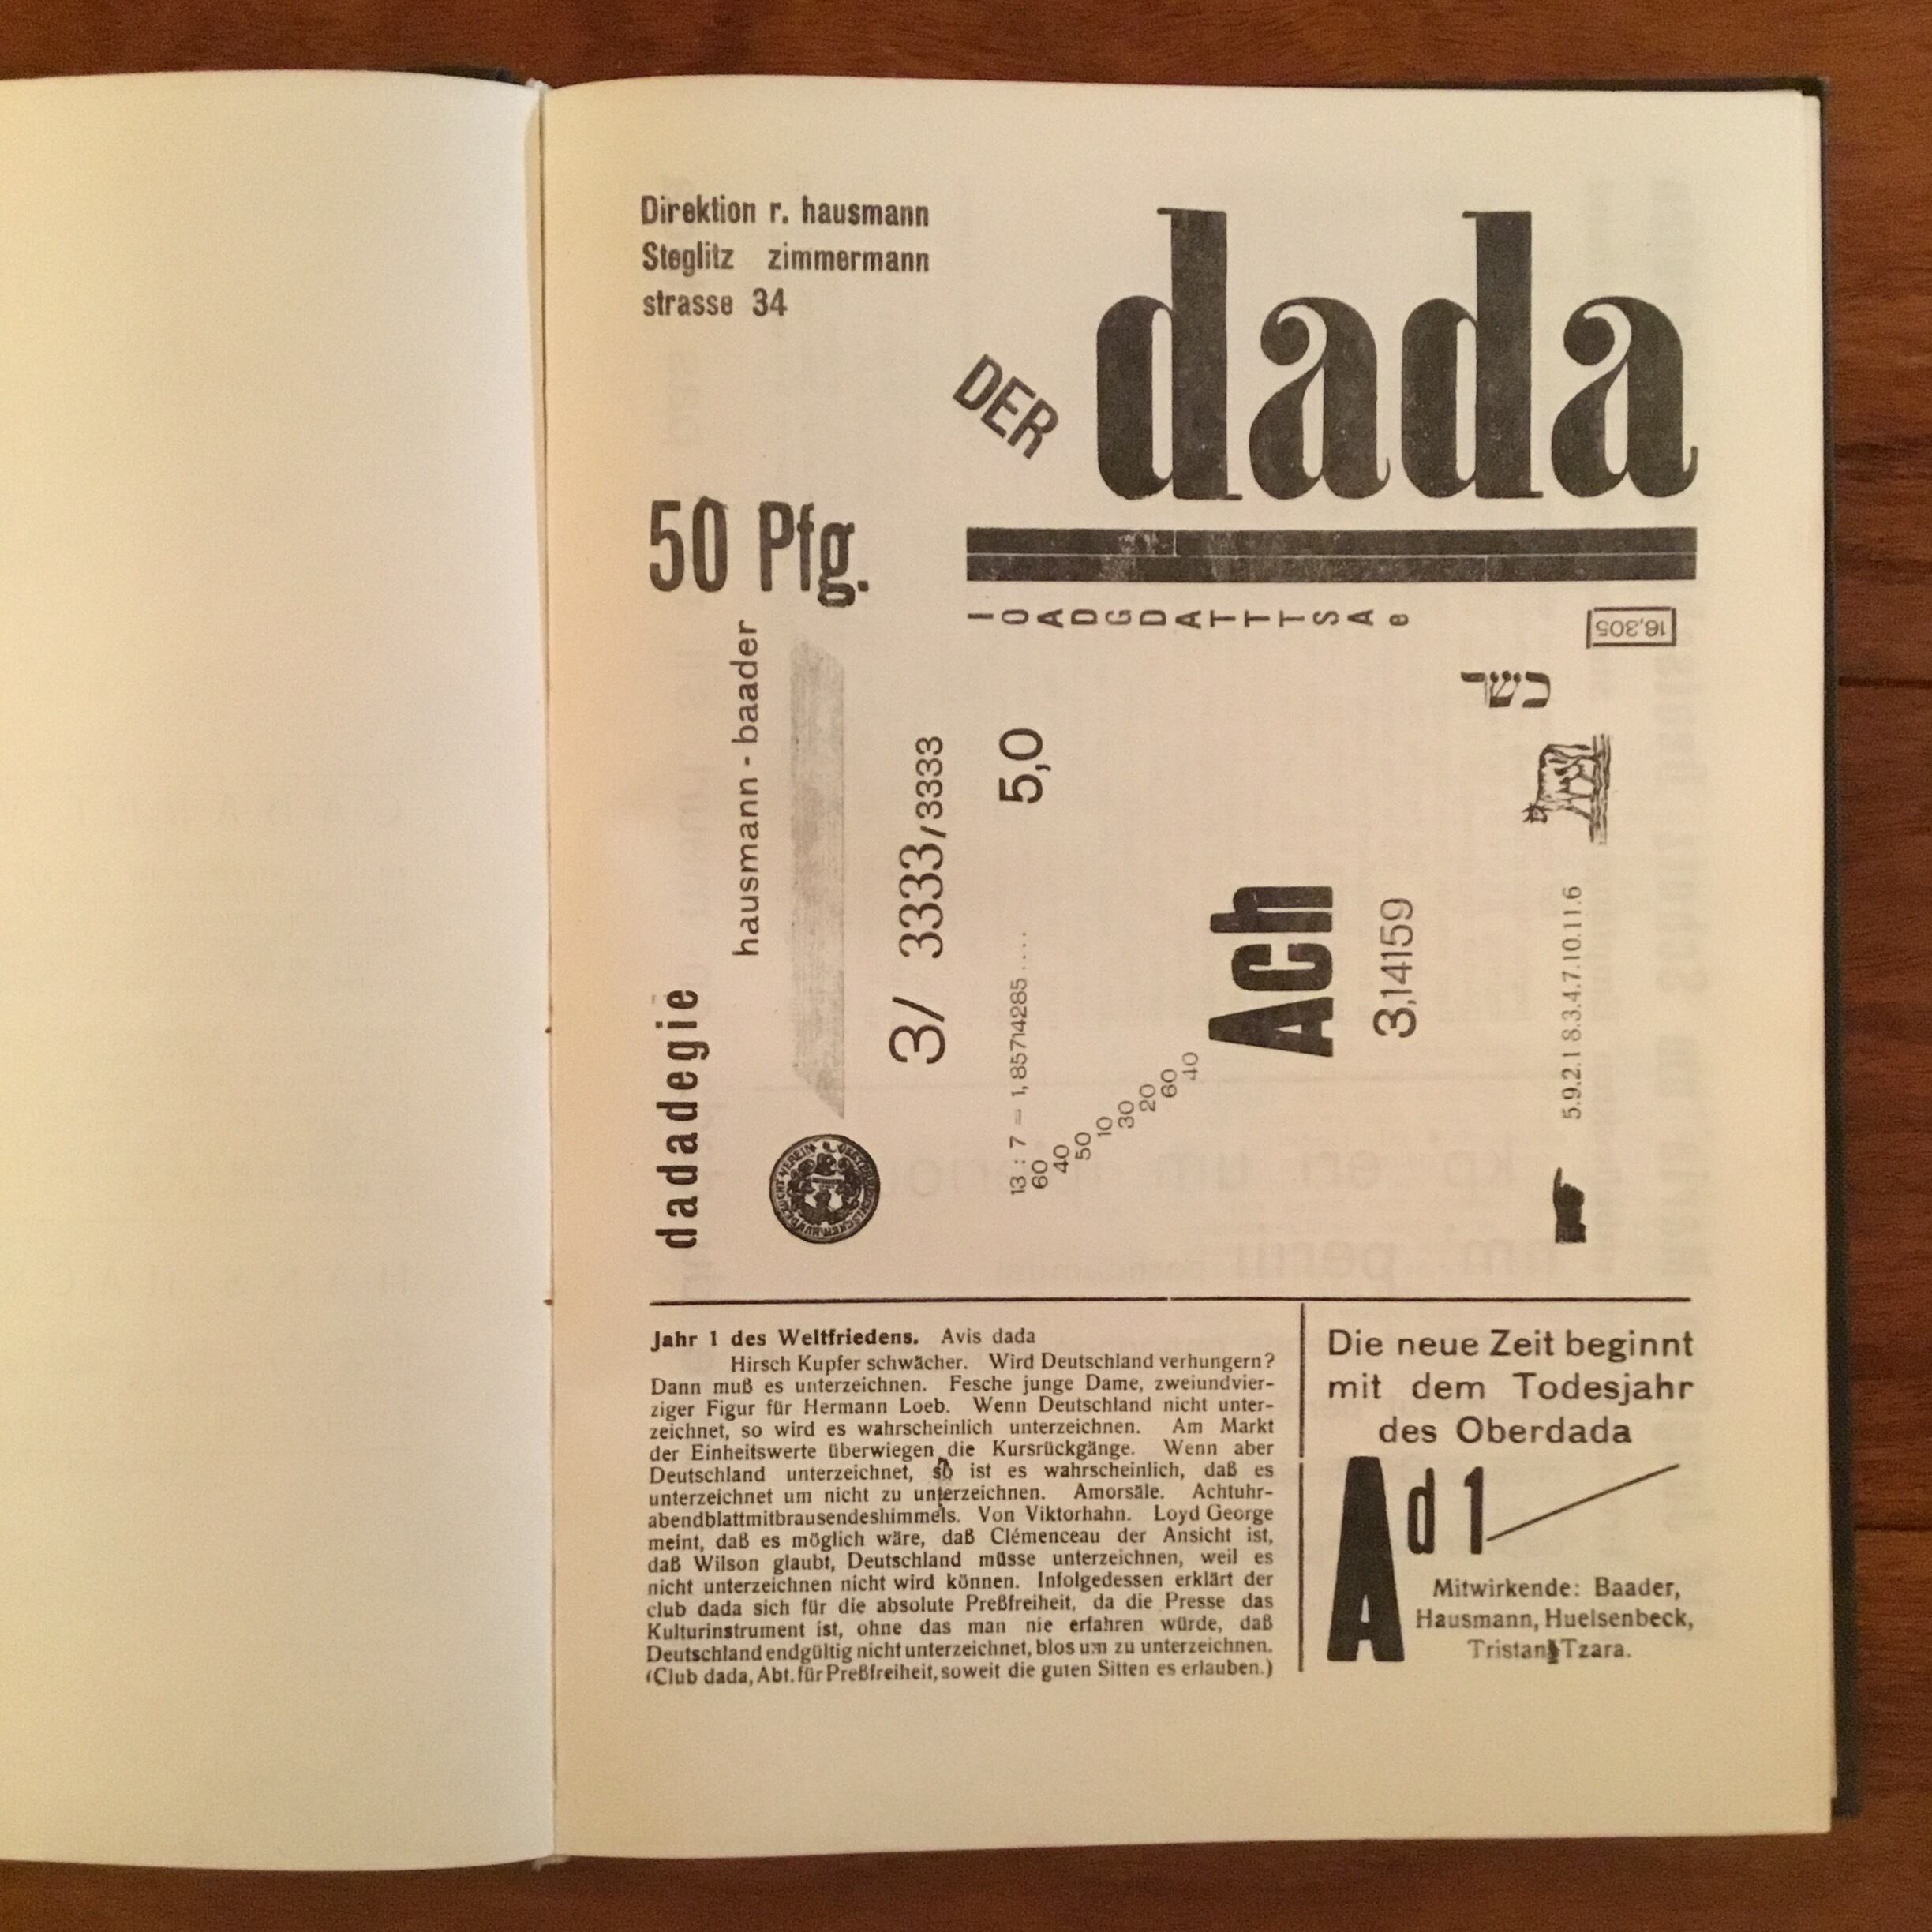 Direktion r. hausmann
Steglitz zimmermann
strasse 34
DER
dada
50 Pfg.
I O A D G D A T T T S A e
16,305
כשר
hausmann - baader
dadadegie
3/ 3333/3333
5,0
13 : 7 = 1,85714285....
60
40
50
10
30
20
60
40
Ach
3,14159
5.9.2.1 8.3.4.7.10.11.6
Jahr 1 des Weltfriedens. Avis dada
Hirsch Kupfer schwächer. Wird Deutschland verhungern?
Dann muß es unterzeichnen. Fesche junge Dame, zweiundvier-
ziger Figur für Hermann Loeb. Wenn Deutschland nicht unter-
zeichnet, so wird es wahrscheinlich unterzeichnen. Am Markt
der Einheitswerte überwiegen die Kursrückgänge. Wenn aber
Deutschland unterzeichnet, so ist es wahrscheinlich, daß es
unterzeichnet um nicht zu unterzeichnen. Amorsäle. Achtuhr-
abendblattmitbrausendeshimmels. Von Viktorhahn. Loyd George
meint, daß es möglich wäre, daß Clémenceau der Ansicht ist,
daß Wilson glaubt, Deutschland müsse unterzeichnen, weil es
nicht unterzeichnen nicht wird können. Infolgedessen erklärt der
club dada sich für die absolute Preßfreiheit, da die Presse das
Kulturinstrument ist, ohne das man nie erfahren würde, daß
Deutschland endgültig nicht unterzeichnet, blos um zu unterzeichnen.
(Club dada, Abt. für Preßfreiheit, soweit die guten Sitten es erlauben.)
Die neue Zeit beginnt
mit dem Todesjahr
des Oberdada
A d 1
Mitwirkende: Baader,
Hausmann, Huelsenbeck,
Tristan Tzara.